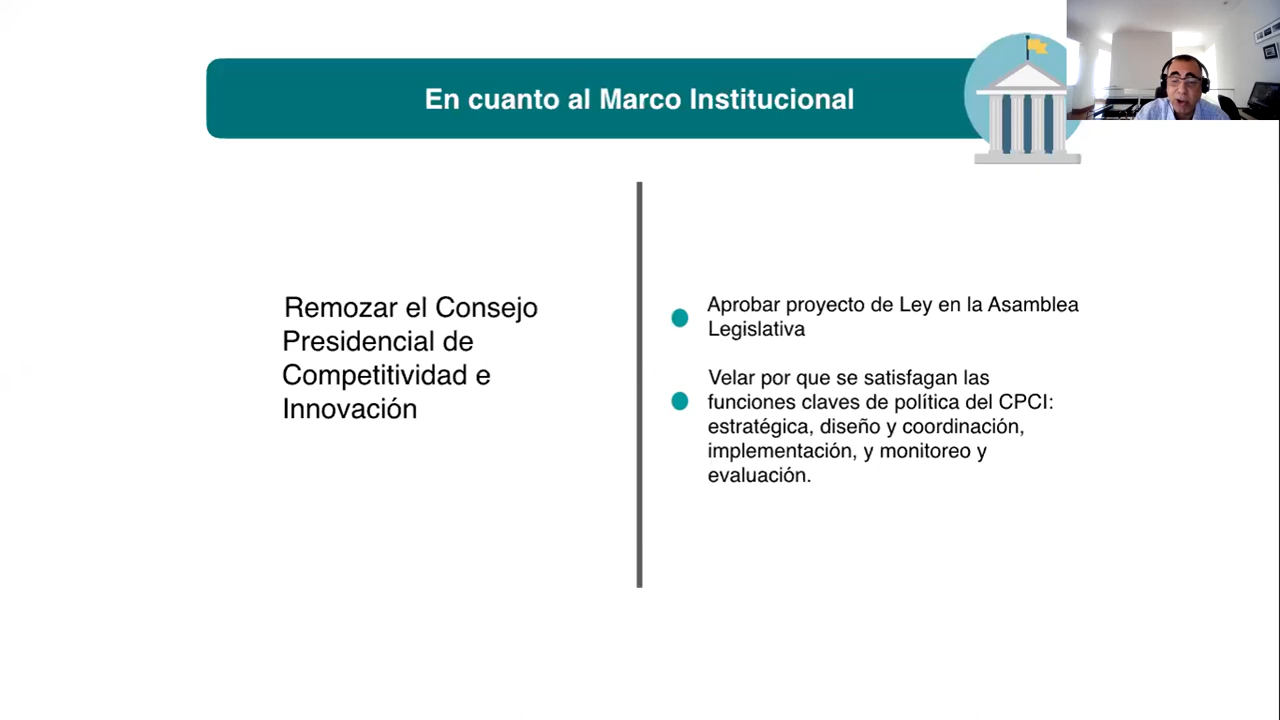 En cuanto al Marco Institucional
Remozar el Consejo
Presidencial de
Competitividad e
Innovación
Aprobar proyecto de Ley en la Asamblea
Legislativa
Velar por que se satisfagan las
funciones claves de política del CPCI:
estratégica, diseño y coordinación,
implementación, y monitoreo y
evaluación.